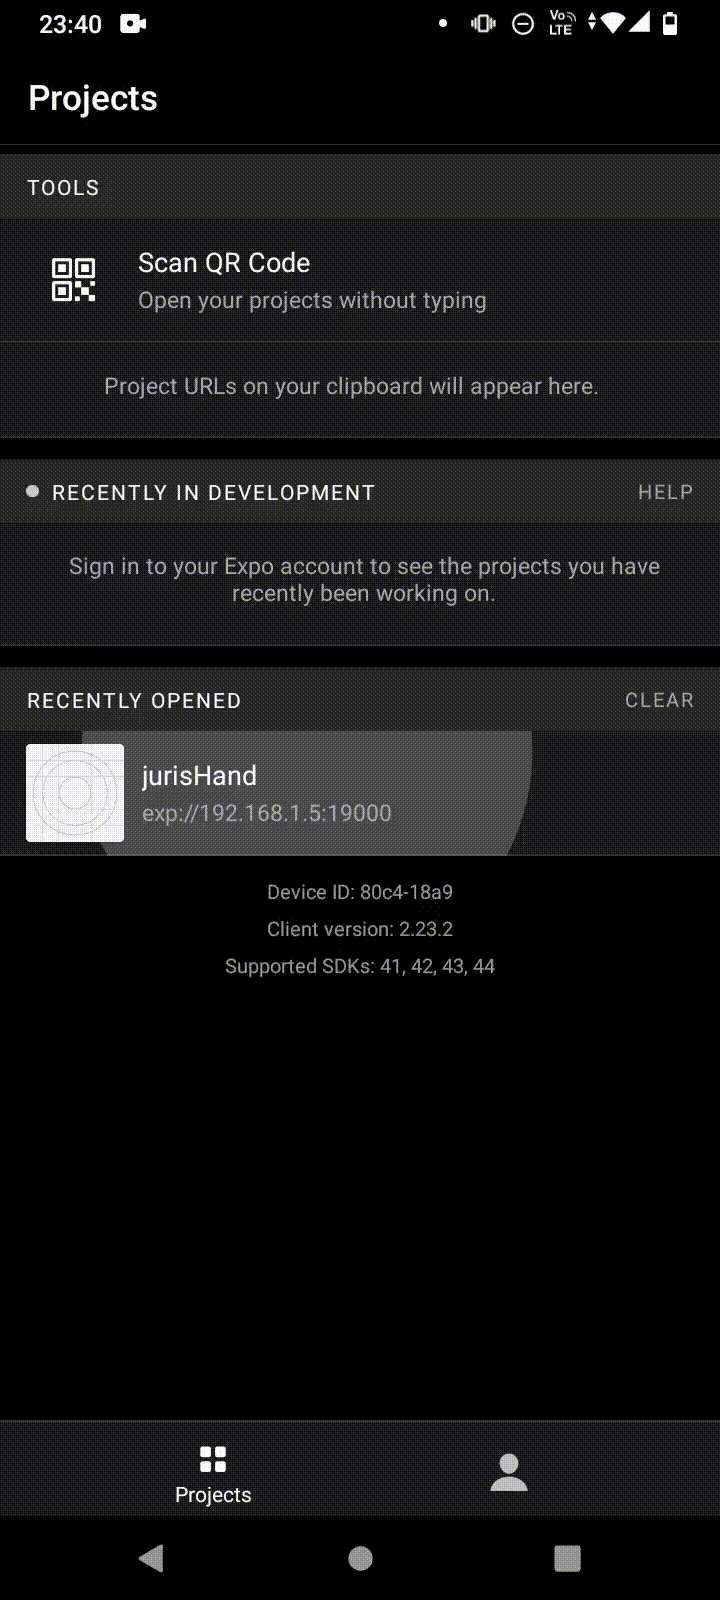 23:40
Vo
LTE
Projects
TOOLS
Scan QR Code
Open your projects without typing
Project URLs on your clipboard will appear here.
RECENTLY IN DEVELOPMENT
HELP
Sign in to your Expo account to see the projects you have
recently been working on.
RECENTLY OPENED
CLEAR
jurisHand
exp://192.168.1.5:19000
Device ID: 80c4-18a9
Client version: 2.23.2
Supported SDKs: 41, 42, 43, 44
Projects